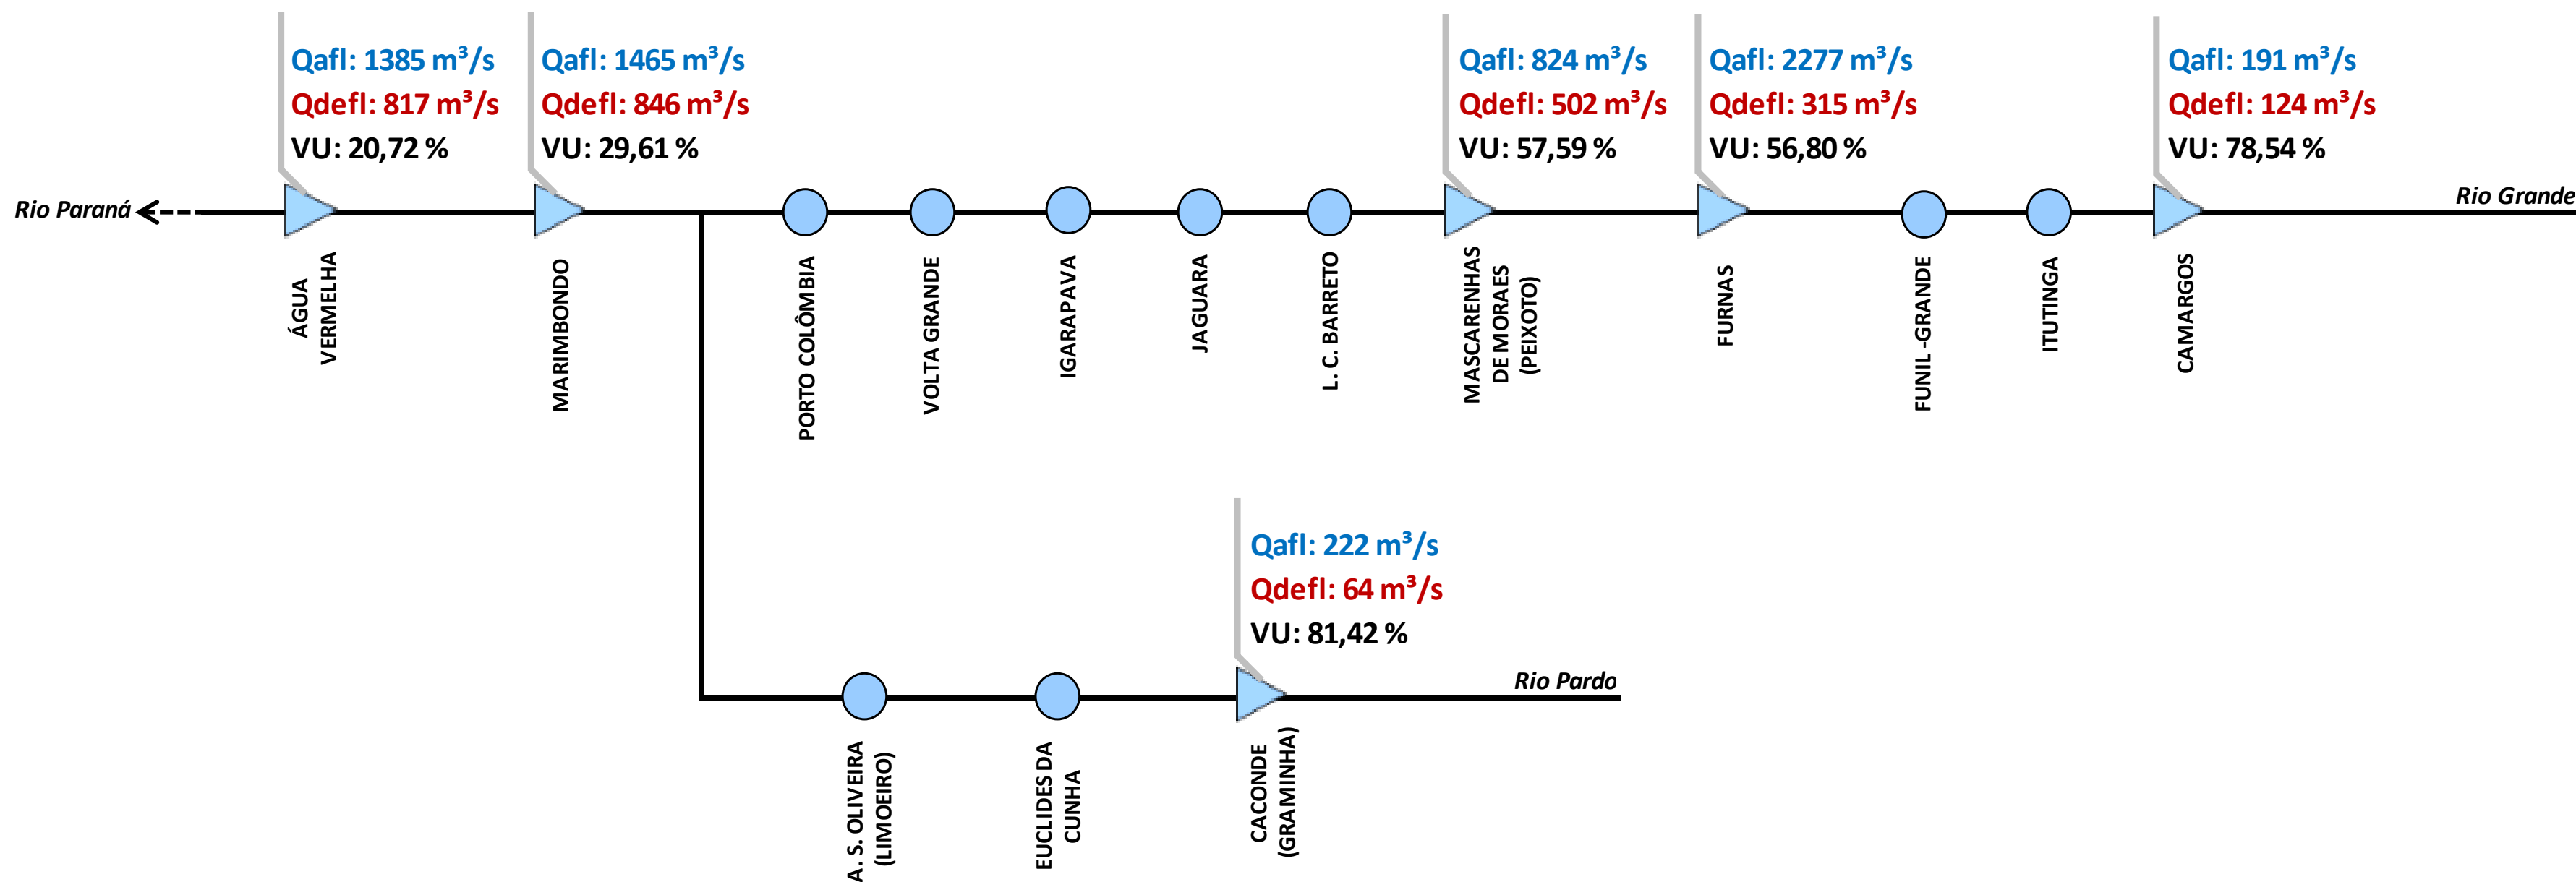 Qafl: 1385 m³/s
Qdefl: 817 m³/s
VU: 20,72 %
Qafl: 1465 m³/s
Qdefl: 846 m³/s
VU: 29,61 %
Qafl: 824 m³/s
Qdefl: 502 m³/s
VU: 57,59 %
Qafl: 2277 m³/s
Qdefl: 315 m³/s
VU: 56,80 %
Qafl: 191 m³/s
Qdefl: 124 m³/s
VU: 78,54 %
Rio Paraná
Rio Grande
ÁGUA
VERMELHA
MARIMBONDO
PORTO COLÔMBIA
VOLTA GRANDE
IGARAPAVA
JAGUARA
L. C. BARRETO
MASCARENHAS
DE MORAES
(PEIXOTO)
FURNAS
FUNIL -GRANDE
ITUTINGA
CAMARGOS
Qafl: 222 m³/s
Qdefl: 64 m³/s
VU: 81,42 %
Rio Pardo
A. S. OLIVEIRA
(LIMOEIRO)
EUCLIDES DA
CUNHA
CACONDE
(GRAMINHA)